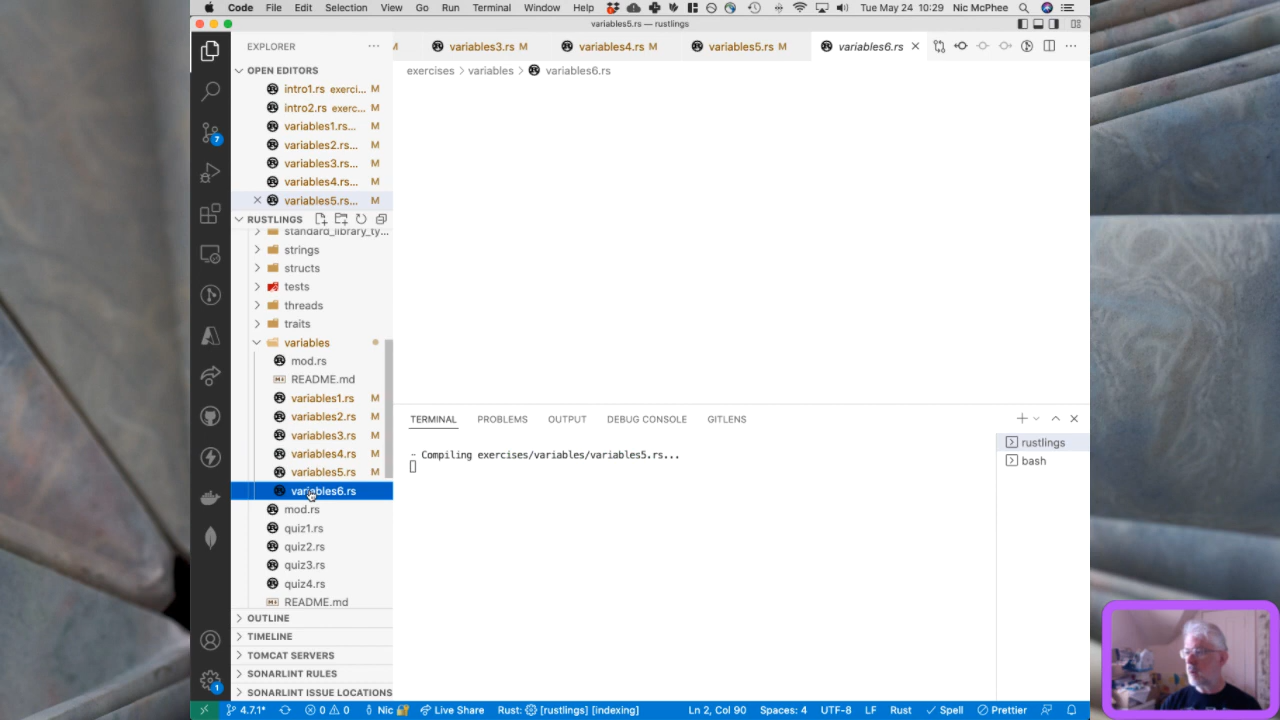 Code File Edit Selection View Go Run Terminal Window Help Tue May 24 10:29 Nic McPhee
variables5.rs — rustlings
EXPLORER
M variables3.rs M variables4.rs M variables5.rs M variables6.rs
exercises > variables > variables6.rs
OPEN EDITORS
intro1.rs exerci... M
intro2.rs exerc... M
variables1.rs... M
variables2.rs... M
variables3.rs... M
variables4.rs... M
variables5.rs... M
RUSTLINGS
standard_library_ty...
strings
structs
tests
threads
traits
variables
mod.rs
README.md
variables1.rs M
variables2.rs M
variables3.rs M
variables4.rs M
variables5.rs M
variables6.rs
mod.rs
quiz1.rs
quiz2.rs
quiz3.rs
quiz4.rs
README.md
OUTLINE
TIMELINE
TOMCAT SERVERS
SONARLINT RULES
SONARLINT ISSUE LOCATIONS
7
1
TERMINAL PROBLEMS OUTPUT DEBUG CONSOLE GITLENS
Compiling exercises/variables/variables5.rs...
rustlings
bash
4.7.1* 0 0 Nic Live Share Rust: [rustlings] [indexing] Ln 2, Col 90 Spaces: 4 UTF-8 LF Rust Spell Prettier